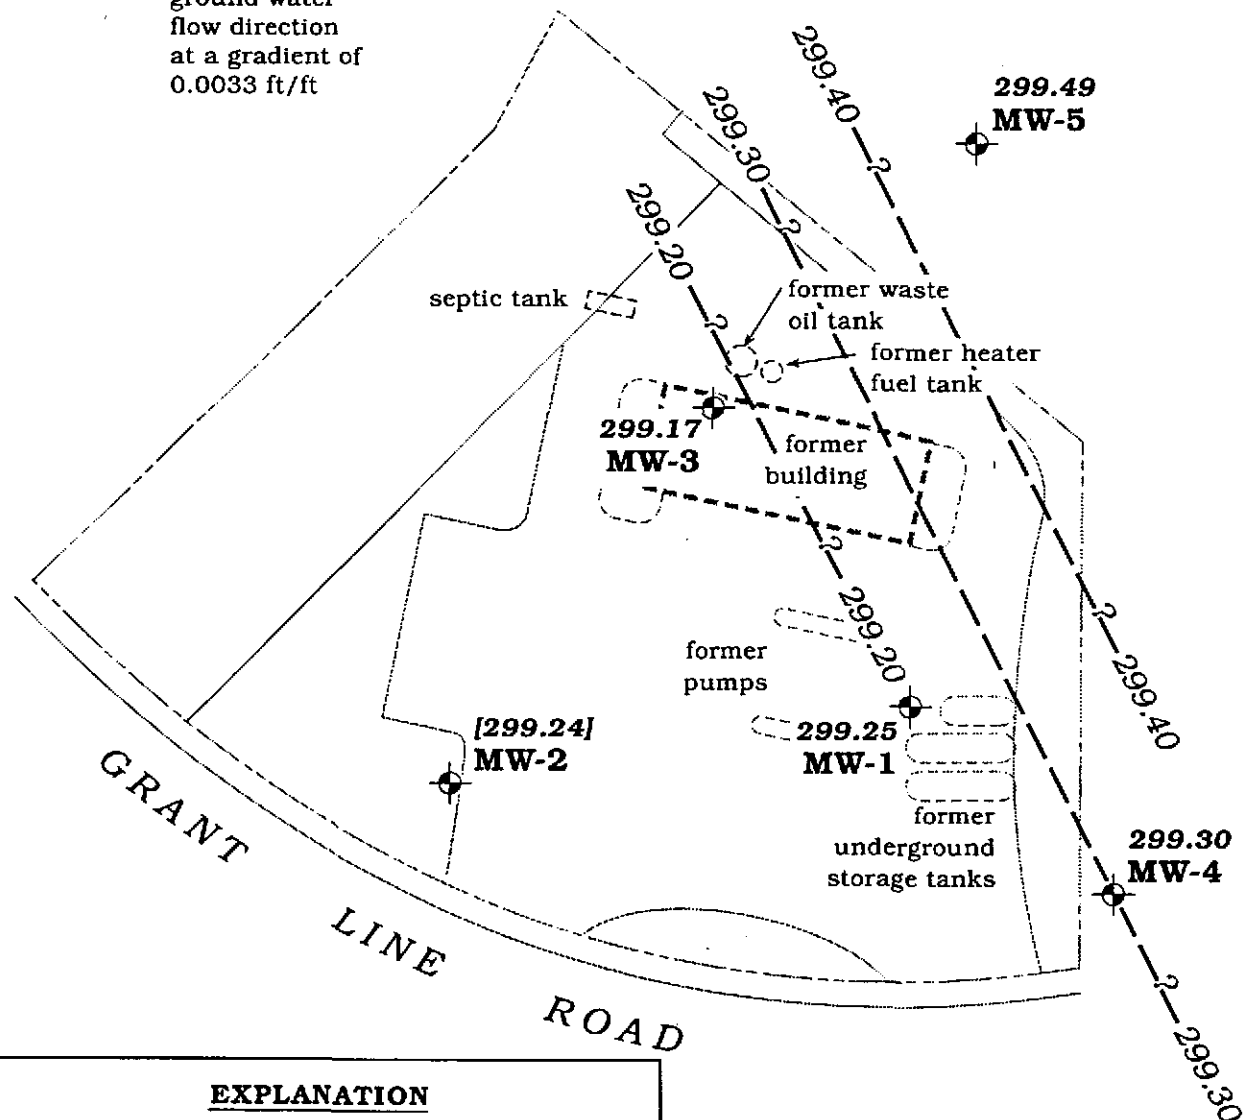 ground water
flow direction
at a gradient of
0.0033 ft/ft
299.40
299.30
299.20
299.49
MW-5
?
?
?
septic tank
former waste
oil tank
former heater
fuel tank
299.17
MW-3
former
building
?
299.20
?
299.40
former
pumps
[299.24]
MW-2
299.25
MW-1
former
underground
storage tanks
299.30
MW-4
?
299.30
GRANT
LINE
ROAD
EXPLANATION